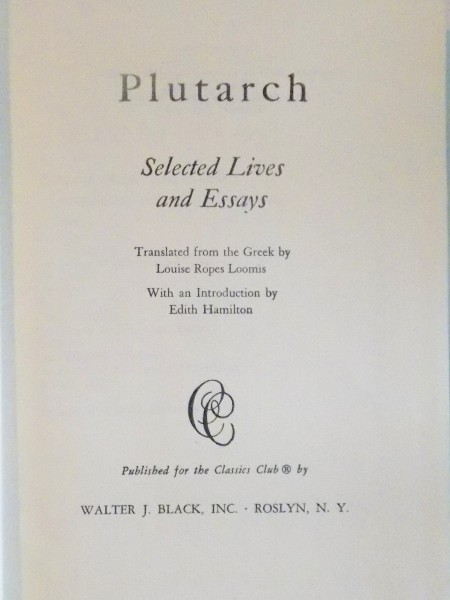 Plutarch
Selected Lives
and Essays
Translated from the Greek by
Louise Ropes Loomis
With an Introduction by
Edith Hamilton
CC
Published for the Classics Club ® by
WALTER J. BLACK, INC. · ROSLYN, N. Y.